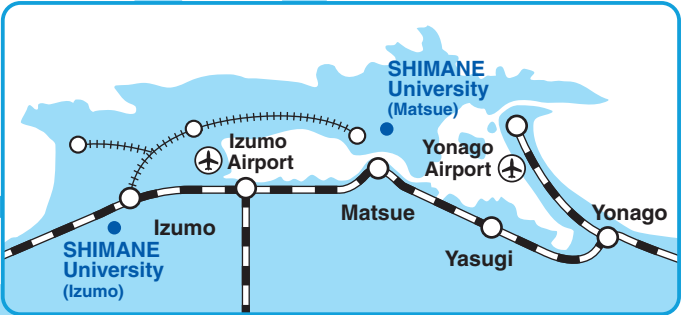 SHIMANE
University
(Matsue)
Izumo
Airport
Yonago
Airport
Izumo
Matsue
Yonago
SHIMANE
University
(Izumo)
Yasugi